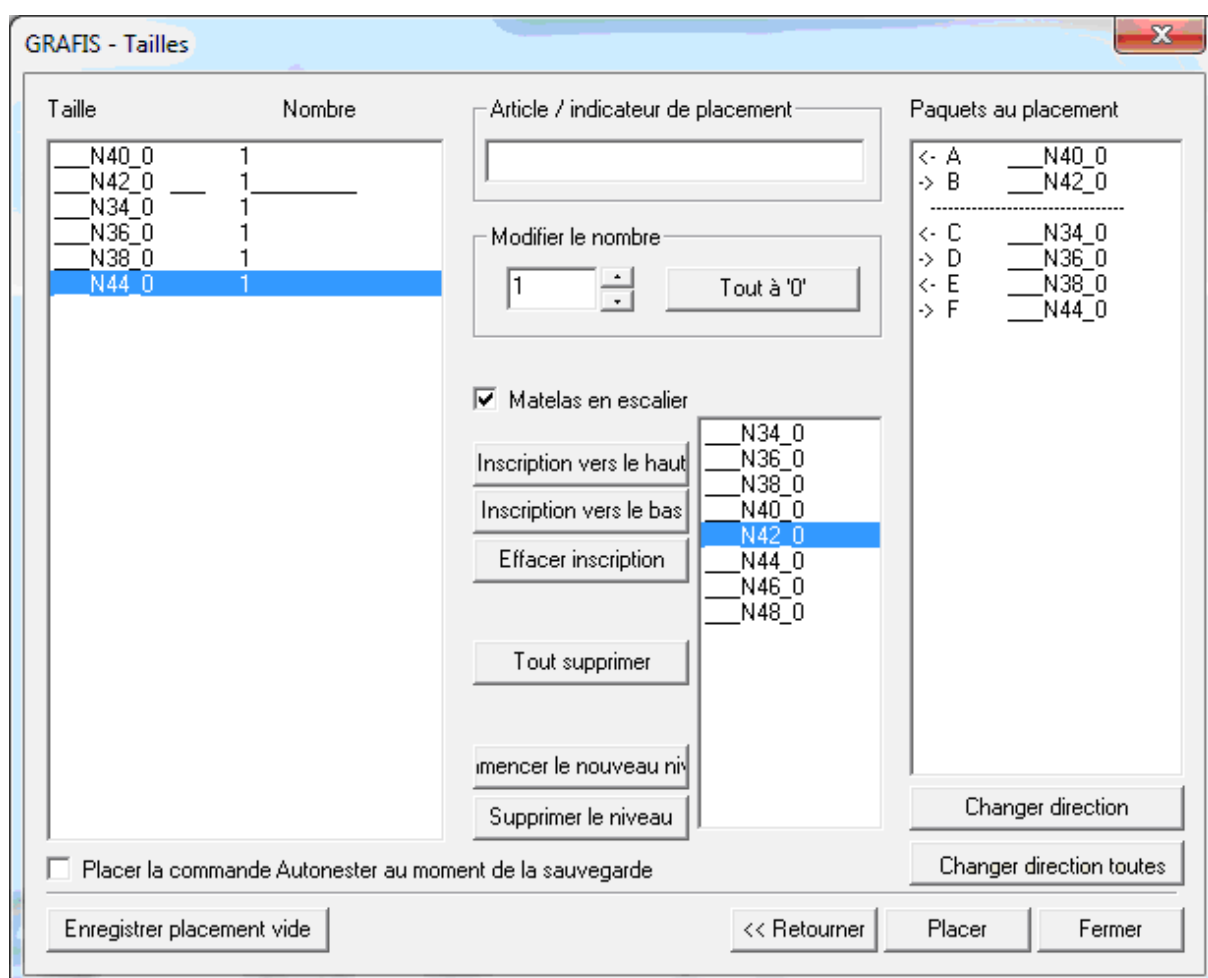 GRAFIS - Tailles
Taille Nombre
___N40_0 1
___N42_0 ___ 1_________
___N34_0 1
___N36_0 1
___N38_0 1
___N44_0 1
Article / indicateur de placement
Modifier le nombre
1 Tout à '0'
Matelas en escalier
Inscription vers le haut
Inscription vers le bas
Effacer inscription
Tout supprimer
mencer le nouveau niv
Supprimer le niveau
___N34_0
___N36_0
___N38_0
___N40_0
___N42_0
___N44_0
___N46_0
___N48_0
Paquets au placement
<- A ___N40_0
-> B ___N42_0
------------------------------
<- C ___N34_0
-> D ___N36_0
<- E ___N38_0
-> F ___N44_0
Changer direction
Changer direction toutes
Placer la commande Autonester au moment de la sauvegarde
Enregistrer placement vide
<< Retourner Placer Fermer